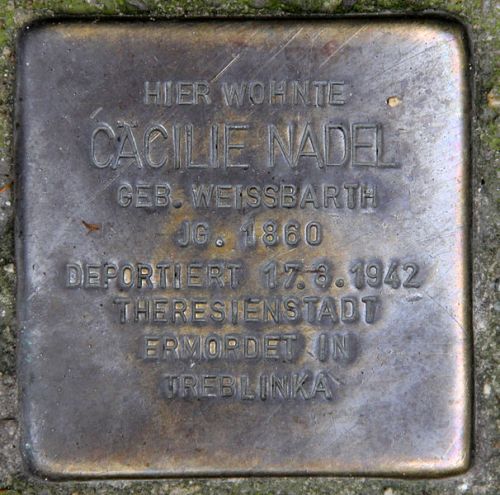 HIER WOHNTE
CÄCILIE NADEL
GEB. WEISSBARTH
JG. 1860
DEPORTIERT 17.8.1942
THERESIENSTADT
ERMORDET IN
TREBLINKA